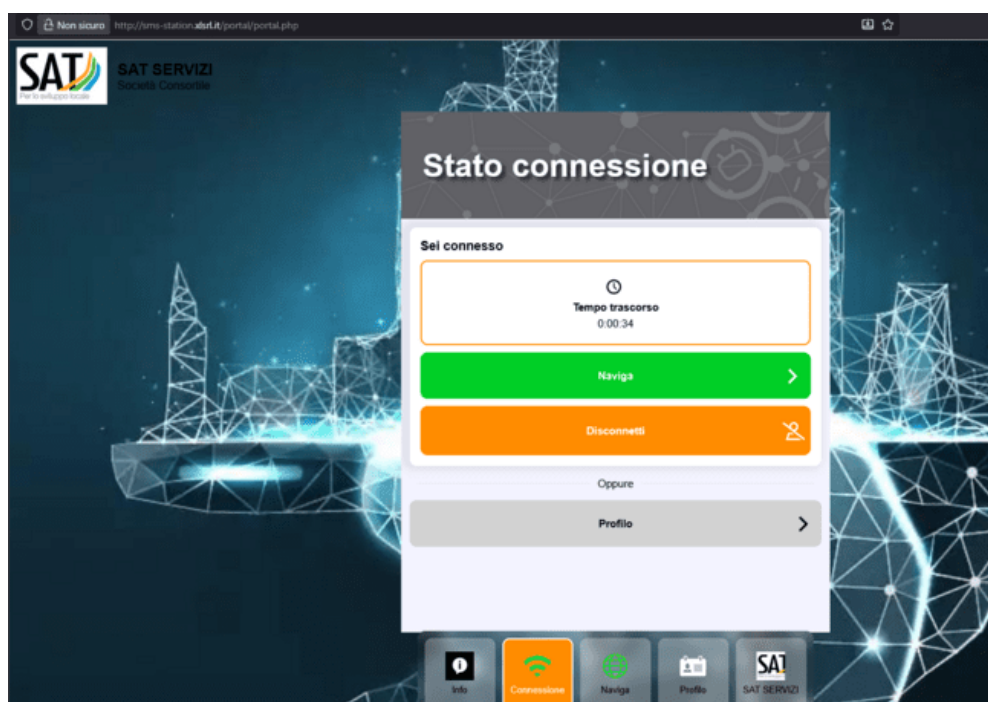 Non sicuro http://sms-station.xlsrl.it/portal/portal.php
SAT
Per lo sviluppo locale
SAT SERVIZI
Società Consortile
Stato connessione
Sei connesso
Tempo trascorso
0:00:34
Naviga
Disconnetti
Oppure
Profilo
Info
Connessione
Naviga
Profilo
SAT
SAT SERVIZI